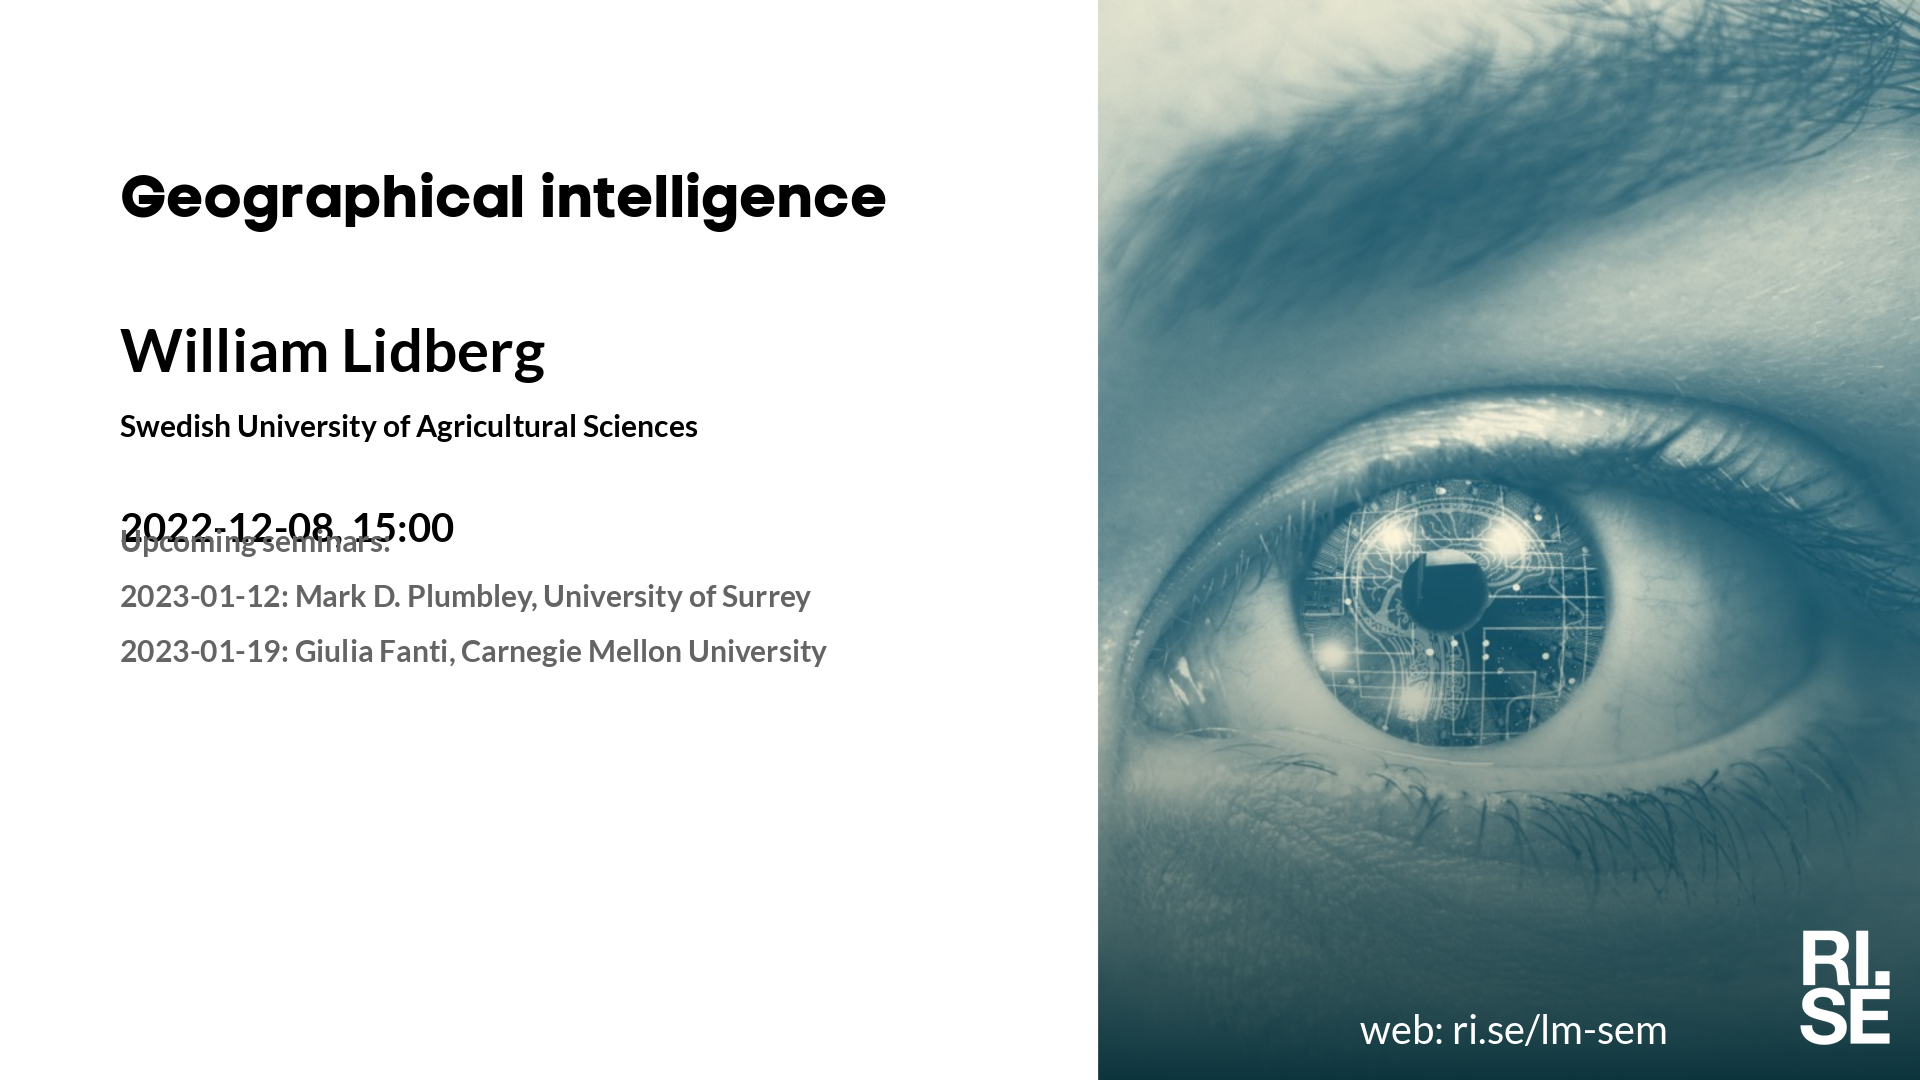 Geographical intelligence
William Lidberg
Swedish University of Agricultural Sciences
2022-12-08, 15:00
Upcoming seminars:
2023-01-12: Mark D. Plumbley, University of Surrey
2023-01-19: Giulia Fanti, Carnegie Mellon University
web: ri.se/lm-sem
RI.
SE